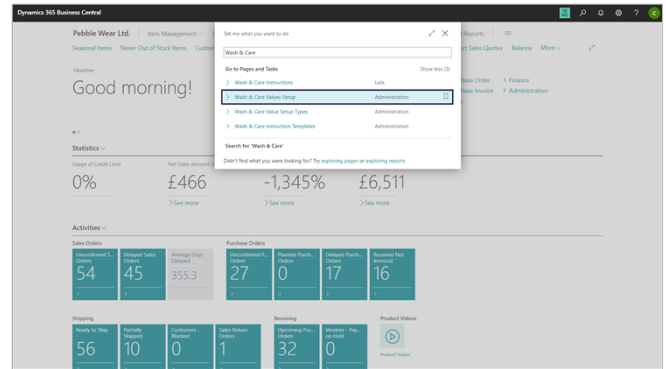 Dynamics 365 Business Central
Pebble Wear Ltd.
Item Management
Reports
Seasonal Items
Never Out of Stock Items
Custom
ct Sales Quotes
Balance
More
Tell me what you want to do
Wash & Care
Go to Pages and Tasks
Show less (3)
Wash & Care Instructions
Lists
Wash & Care Values Setup
Administration
Wash & Care Value Setup Types
Administration
Wash & Care Instruction Templates
Administration
Search for 'Wash & Care'
Didn't find what you were looking for? Try exploring pages or exploring reports
Headline
Good morning!
hase Order
> Finance
hase Invoice
> Administration
Statistics
Usage of Credit Limit
Net Sales Amount
0%
£466
-1,345%
£6,511
>See more
>See more
>See more
Activities
Sales Orders
Purchase Orders
Unconfirmed S... Orders
54
Delayed Sales Orders
45
Average Days Delayed
355.3
Unconfirmed P... Orders
27
Planned Purch... Orders
0
Delayed Purch... Orders
17
Received Not Invoiced
16
Shipping
Receiving
Product Videos
Ready to Ship
56
Partially Shipped
10
Customers - Blocked
0
Sales Return Orders
1
Upcoming Pur... Orders
32
Vendors - Pay... on Hold
0
Product Videos